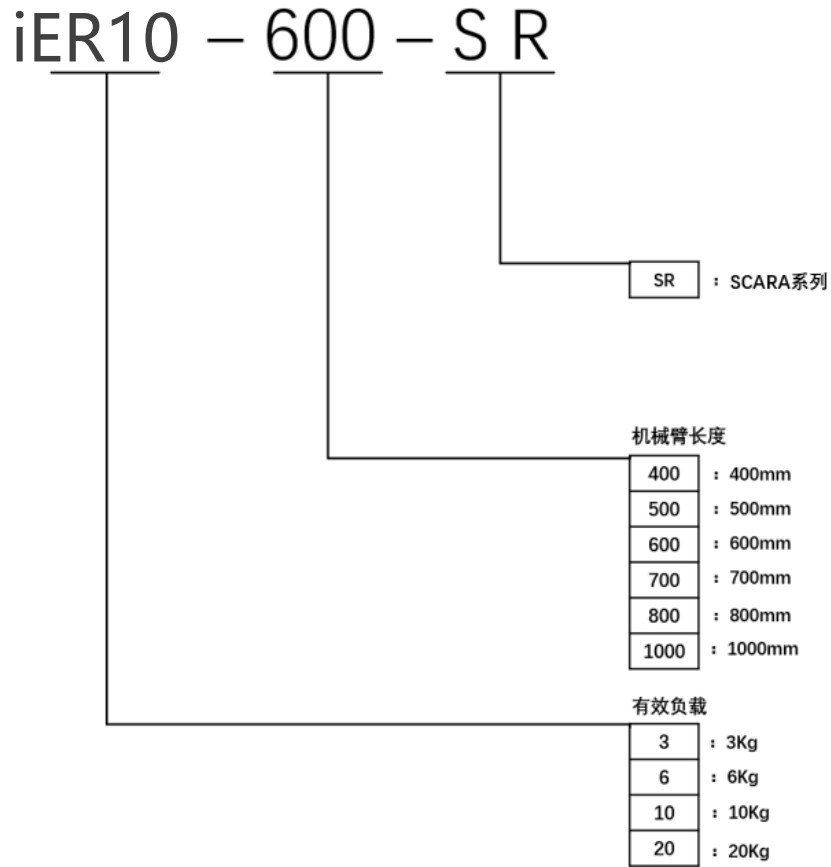 iER10 – 600 – S R
SR : SCARA系列
机械臂长度
400 : 400mm
500 : 500mm
600 : 600mm
700 : 700mm
800 : 800mm
1000 : 1000mm
有效负载
3 : 3Kg
6 : 6Kg
10 : 10Kg
20 : 20Kg